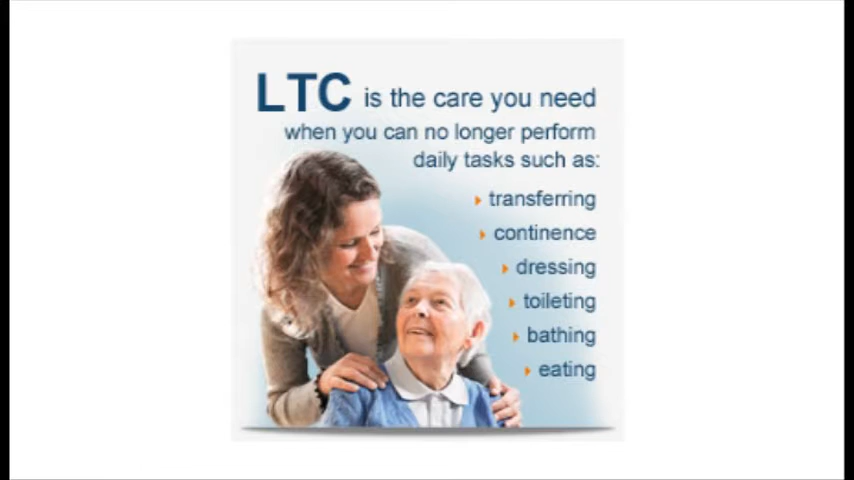 LTC is the care you need
when you can no longer perform
daily tasks such as:
transferring
continence
dressing
toileting
bathing
eating